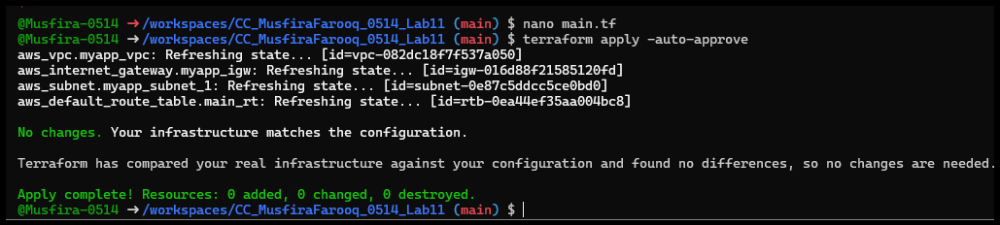 @Musfira-0514 → /workspaces/CC_MusfiraFarooq_0514_Lab11 (main) $ nano main.tf
@Musfira-0514 → /workspaces/CC_MusfiraFarooq_0514_Lab11 (main) $ terraform apply -auto-approve
aws_vpc.myapp_vpc: Refreshing state... [id=vpc-082dc18f7f537a050]
aws_internet_gateway.myapp_igw: Refreshing state... [id=igw-016d88f21585120fd]
aws_subnet.myapp_subnet_1: Refreshing state... [id=subnet-0e87c5ddcc5ce0bd0]
aws_default_route_table.main_rt: Refreshing state... [id=rtb-0ea44ef35aa004bc8]
No changes. Your infrastructure matches the configuration.
Terraform has compared your real infrastructure against your configuration and found no differences, so no changes are needed.
Apply complete! Resources: 0 added, 0 changed, 0 destroyed.
@Musfira-0514 → /workspaces/CC_MusfiraFarooq_0514_Lab11 (main) $